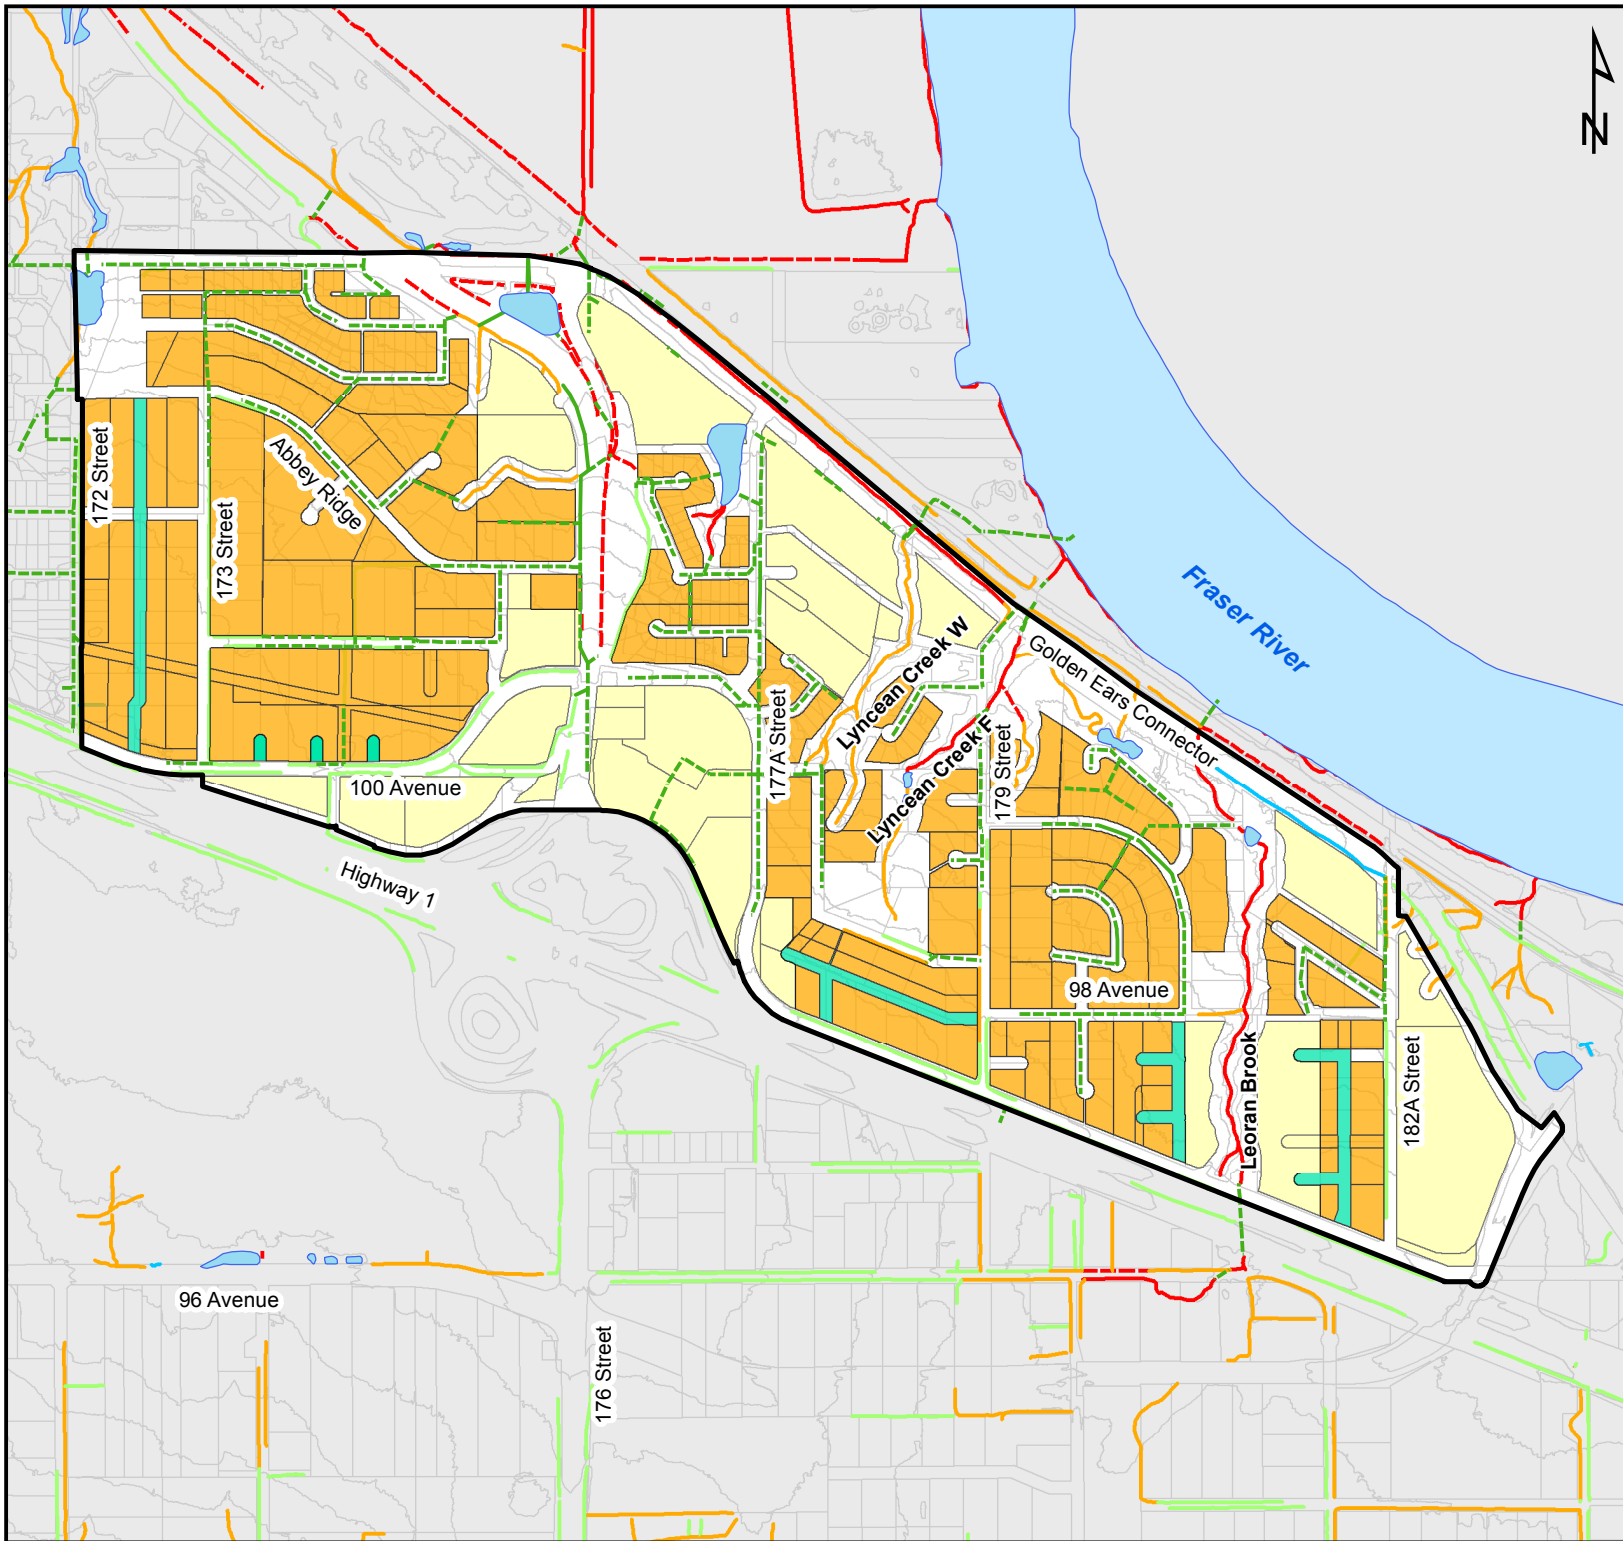 N
172 Street
173 Street
Abbey Ridge
Fraser River
Golden Ears Connector
Lyncean Creek W
Lyncean Creek E
177A Street
179 Street
100 Avenue
Highway 1
98 Avenue
Leoran Brook
182A Street
96 Avenue
176 Street